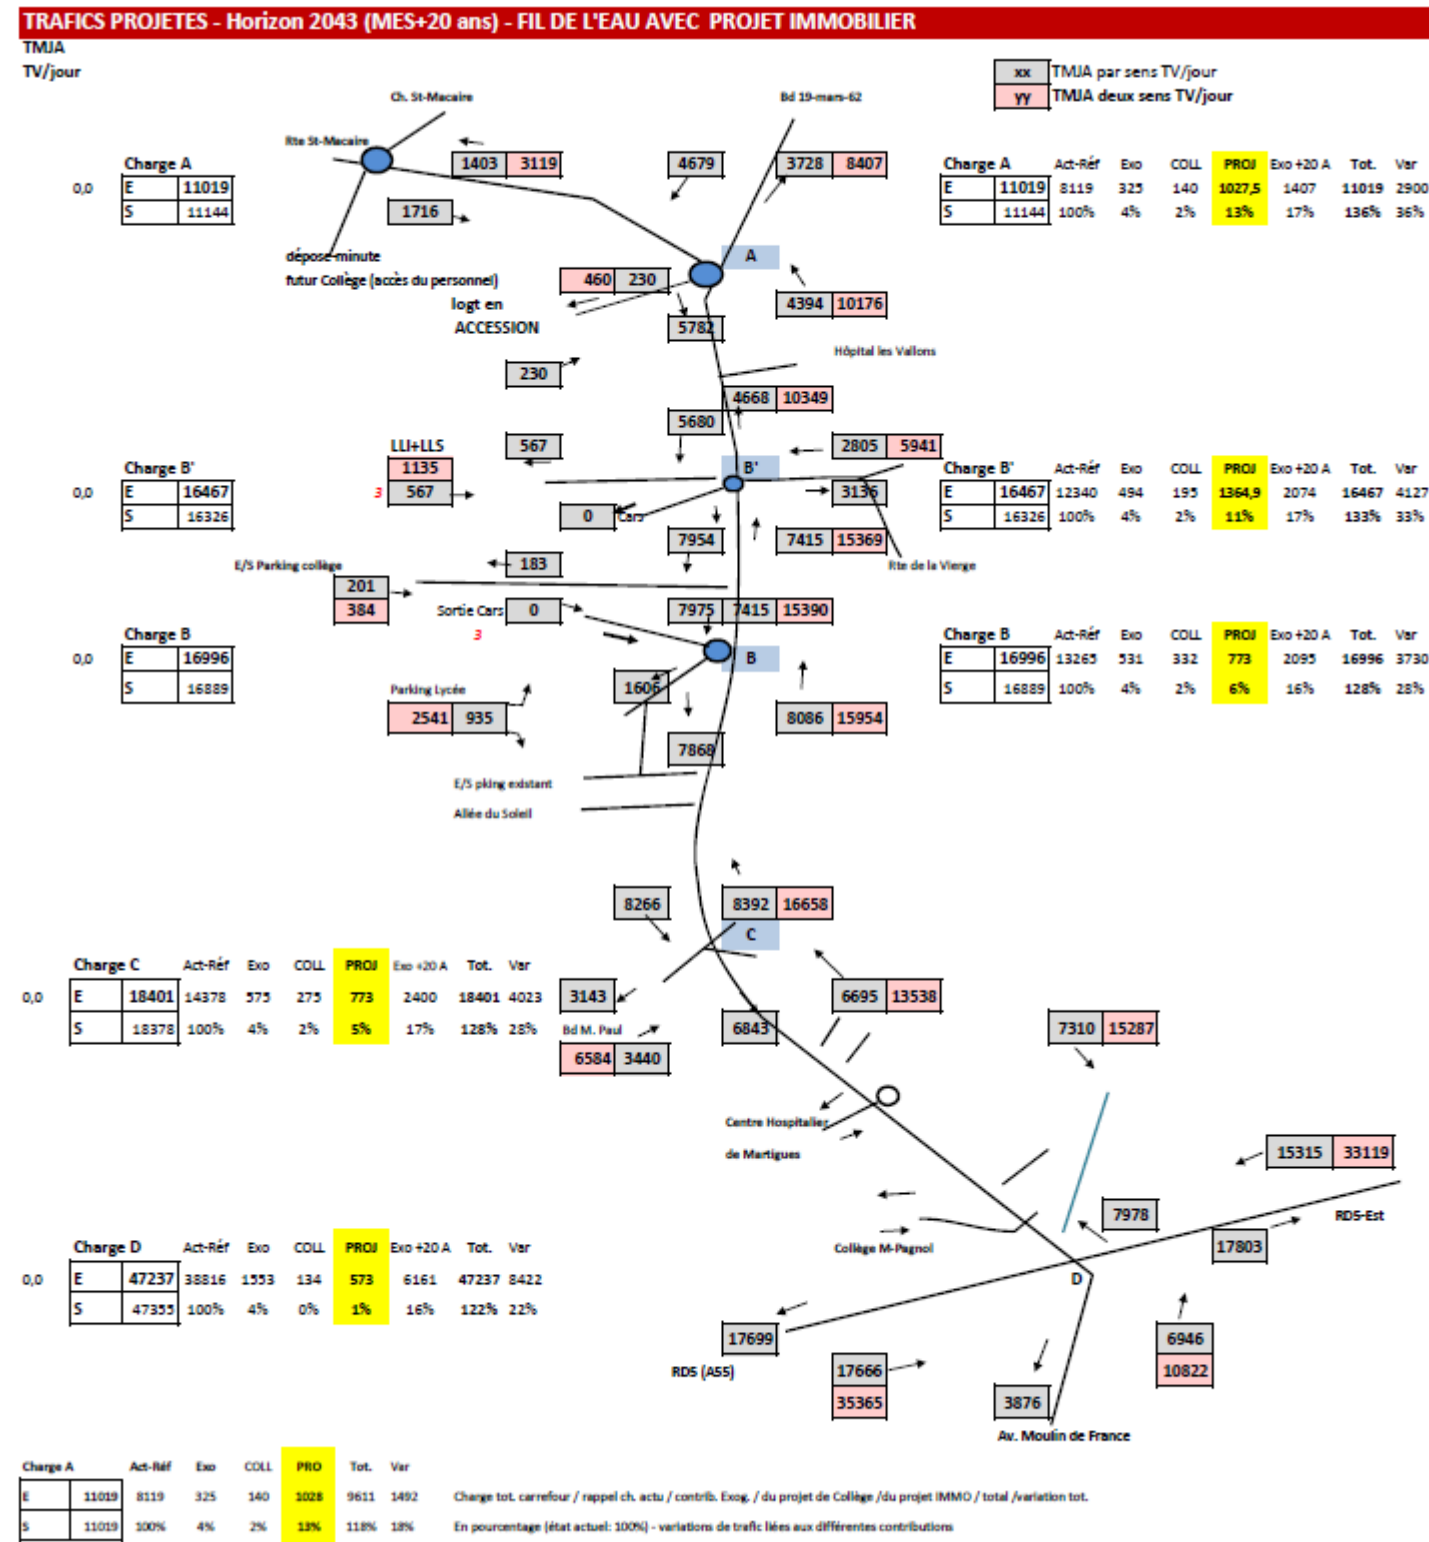 TRAFICS PROJETES - Horizon 2043 (MES+20 ans) - FIL DE L'EAU AVEC PROJET IMMOBILIER
TMJA
TV/jour
xx TMJA par sens TV/jour
yy TMJA deux sens TV/jour
Ch. St-Macaire
Bd 19-mars-62
Rte St-Macaire
1403 3119
4679
3728 8407
Charge A
0,0 E 11019
S 11144
1716
Charge A Act-Réf Exo COLL PROJ Exo +20 A Tot. Var
E 11019 8119 325 140 1027,5 1407 11019 2900
S 11144 100% 4% 2% 13% 17% 136% 36%
dépose-minute
futur Collège (accès du personnel)
A
460 230
logt en
ACCESSION
4394 10176
5782
Hôpital les Vallons
230
4668 10349
5680
LLI+LLS
1135
3 567
567
2805 5941
B'
3136
Charge B'
0,0 E 16467
S 16326
Charge B' Act-Réf Exo COLL PROJ Exo +20 A Tot. Var
E 16467 12340 494 195 1364,9 2074 16467 4127
S 16326 100% 4% 2% 11% 17% 133% 33%
0 Cars
7954
7415 15369
Rte de la Vierge
E/S Parking collège
183
201
384
Sortie Cars 0
3
7975 7415 15390
Charge B
0,0 E 16996
S 16889
B
Charge B Act-Réf Exo COLL PROJ Exo +20 A Tot. Var
E 16996 13265 531 332 773 2095 16996 3730
S 16889 100% 4% 2% 6% 16% 128% 28%
1606
Parking Lycée
2541 935
8086 15954
7868
E/S pking existant
Allée du Soleil
8266
8392 16658
C
Charge C Act-Réf Exo COLL PROJ Exo +20 A Tot. Var
0,0 E 18401 14378 575 275 773 2400 18401 4023
S 18378 100% 4% 2% 5% 17% 128% 28%
3143
Bd M. Paul
6584 3440
6695 13538
6843
7310 15287
Centre Hospitalier
de Martigues
15315 33119
RD5-Est
7978
17803
Collège M-Pagnol
D
Charge D Act-Réf Exo COLL PROJ Exo +20 A Tot. Var
0,0 E 47237 38816 1553 134 573 6161 47237 8422
S 47355 100% 4% 0% 1% 16% 122% 22%
17699
RD5 (A55)
17666
35365
6946
10822
3876
Av. Moulin de France
Charge A Act-Réf Exo COLL PRO Tot. Var
E 11019 8119 325 140 1028 9611 1492 Charge tot. carrefour / rappel ch. actu / contrib. Exog. / du projet de Collège /du projet IMMO / total /variation tot.
S 11019 100% 4% 2% 13% 118% 18% En pourcentage (état actuel: 100%) - variations de trafic liées aux différentes contributions